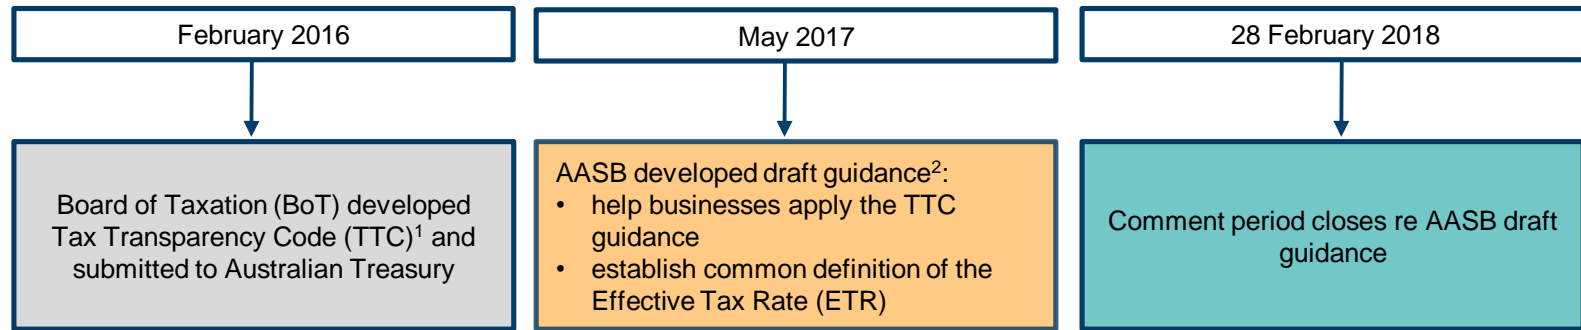 February 2016
May 2017
28 February 2018
Board of Taxation (BoT) developed
Tax Transparency Code (TTC)1 and
submitted to Australian Treasury
AASB developed draft guidance2:
• help businesses apply the TTC
guidance
• establish common definition of the
Effective Tax Rate (ETR)
Comment period closes re AASB draft
guidance